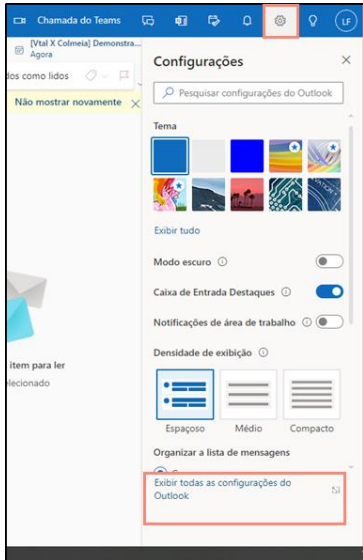 Chamada do Teams
LF
[Vtal X Colmeia] Demonstra...
Agora
dos como lidos
Não mostrar novamente
Configurações
Pesquisar configurações do Outlook
Tema
Exibir tudo
Modo escuro
Caixa de Entrada Destaques
Notificações de área de trabalho
Densidade de exibição
item para ler
elecionado
Espaçoso Médio Compacto
Organizar a lista de mensagens
Exibir todas as configurações do
Outlook